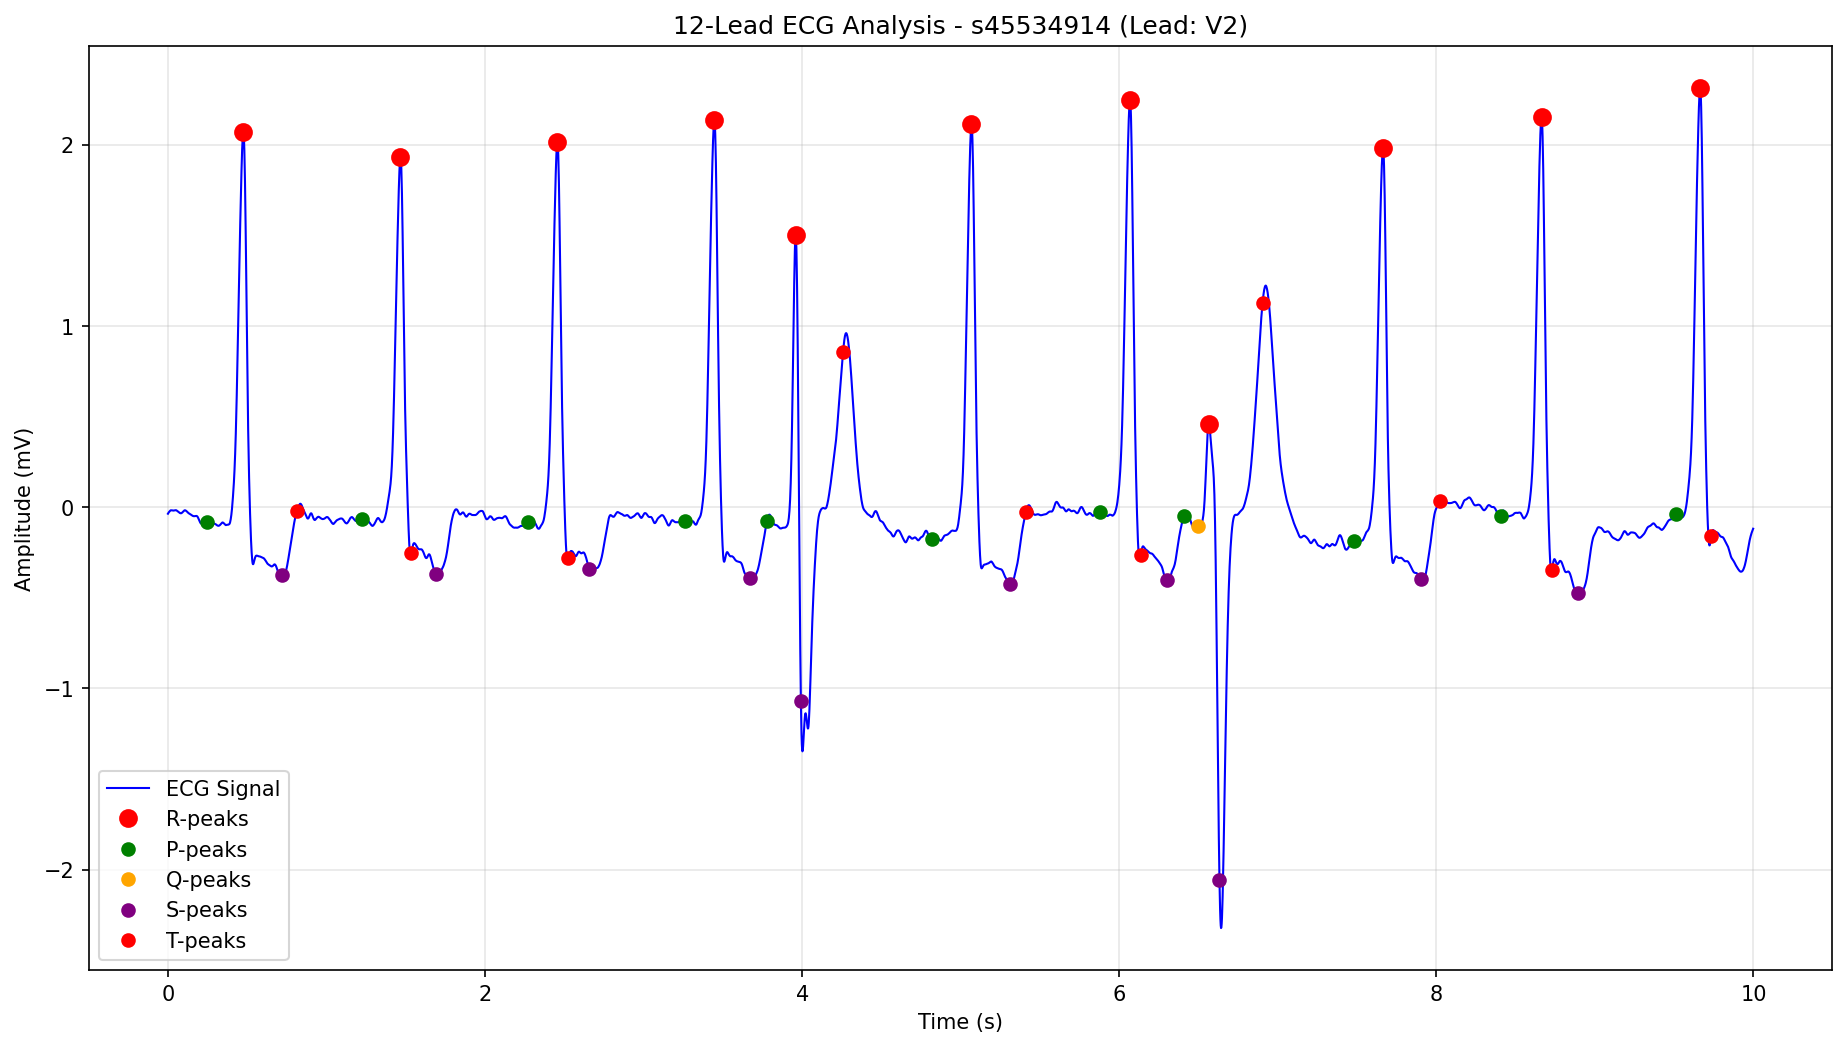 12-Lead ECG Analysis - s45534914 (Lead: V2)
Amplitude (mV)
2
1
0
−1
−2
ECG Signal
R-peaks
P-peaks
Q-peaks
S-peaks
T-peaks
0 2 4 6 8 10
Time (s)